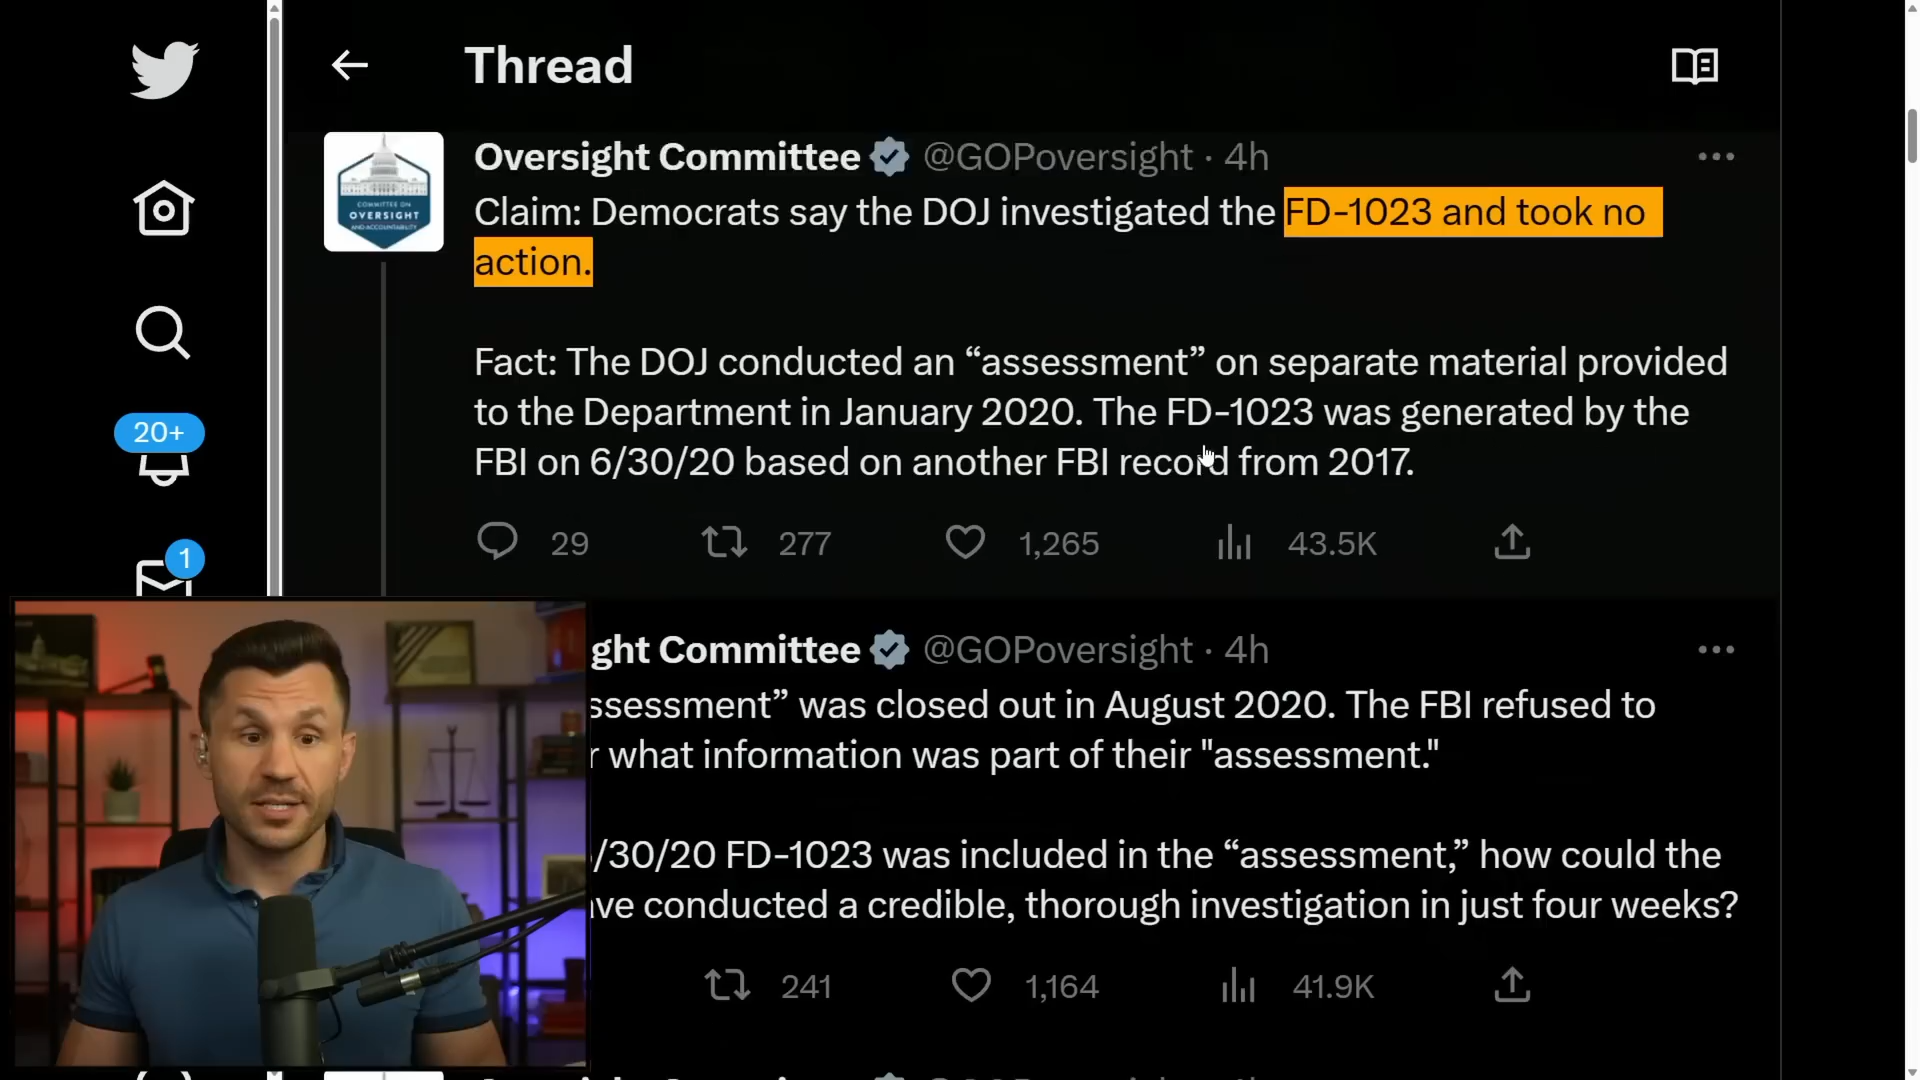 Thread
Oversight Committee @GOPoversight · 4h
Claim: Democrats say the DOJ investigated the FD-1023 and took no
action.
COMMITTEE ON
OVERSIGHT
AND ACCOUNTABILITY
Fact: The DOJ conducted an “assessment” on separate material provided
to the Department in January 2020. The FD-1023 was generated by the
FBI on 6/30/20 based on another FBI record from 2017.
20+
29 277 1,265 43.5K
1
ght Committee @GOPoversight · 4h
ssessment” was closed out in August 2020. The FBI refused to
r what information was part of their "assessment."
/30/20 FD-1023 was included in the “assessment,” how could the
ve conducted a credible, thorough investigation in just four weeks?
241 1,164 41.9K